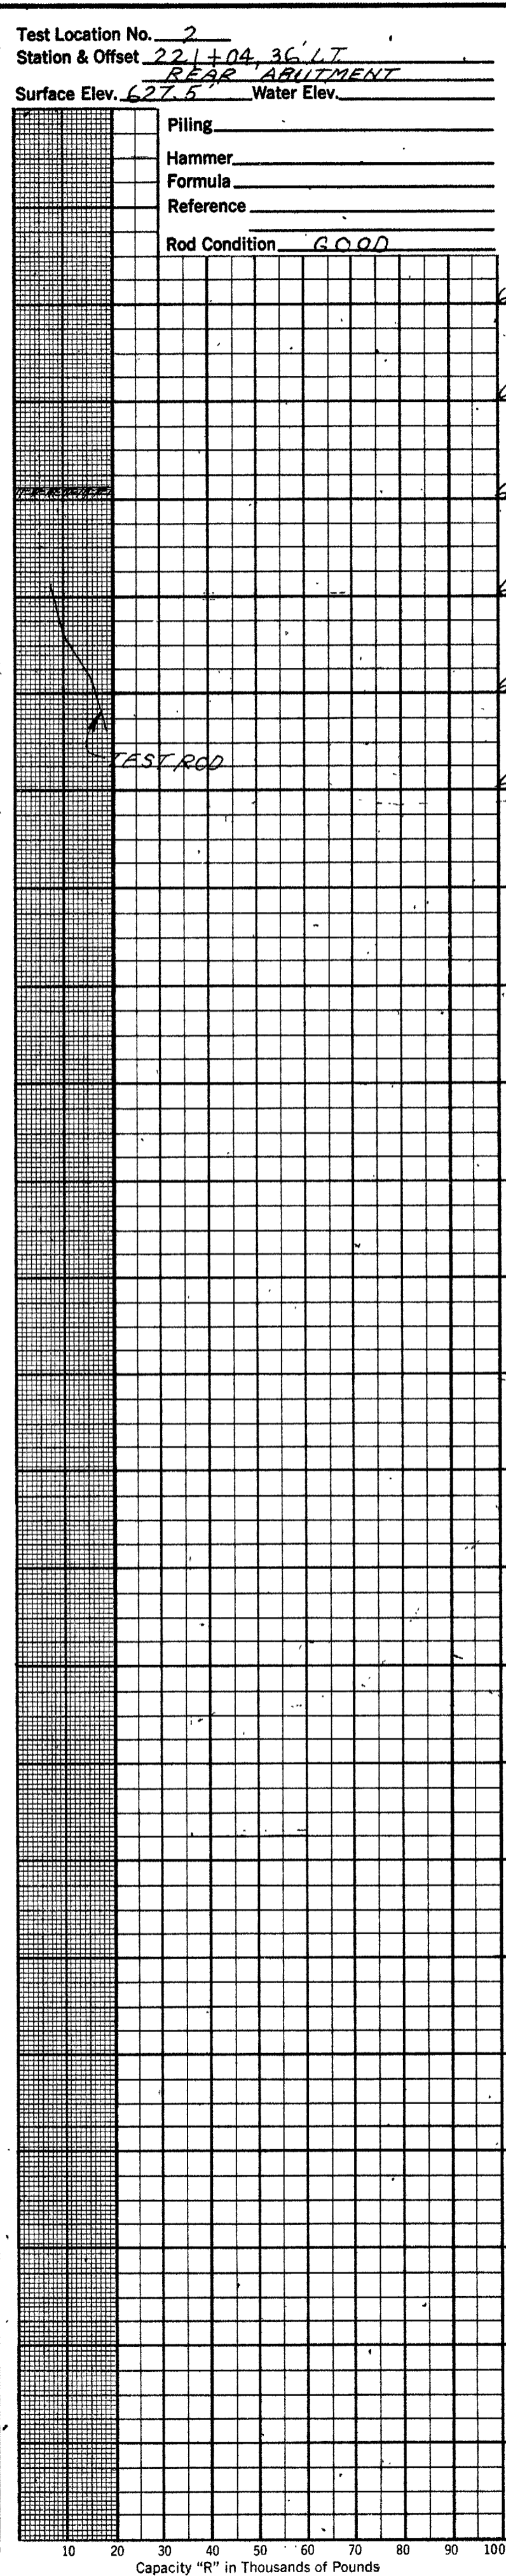 Test Location No. 2
Station & Offset 221+04, 36' LT.
REAR ABUTMENT
Surface Elev. 627.5' Water Elev.
Piling
Hammer
Formula
Reference
Rod Condition GOOD
TEST ROD
10 20 30 40 50 60 70 80 90 100
Capacity "R" in Thousands of Pounds